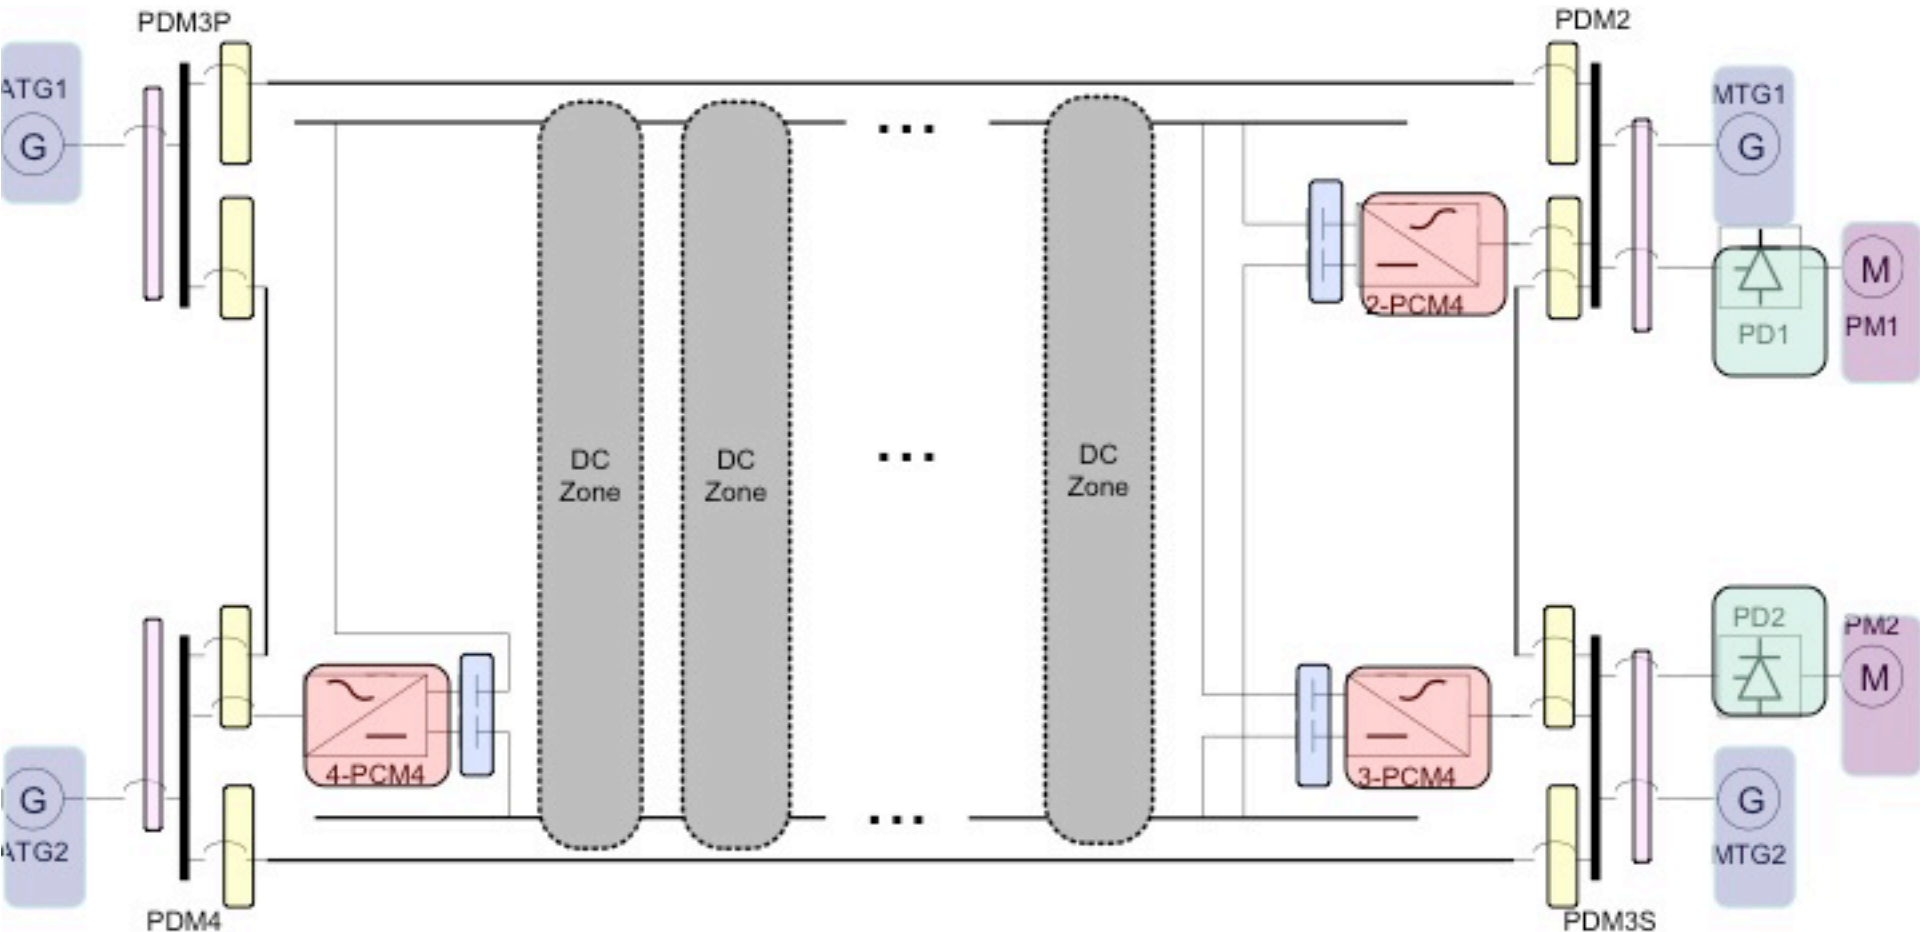 PDM3P
PDM2
ATG1
G
MTG1
G
2-PCM4
PD1
M
PM1
DC
Zone
DC
Zone
DC
Zone
...
...
...
4-PCM4
3-PCM4
PD2
PM2
M
G
ATG2
G
MTG2
PDM4
PDM3S